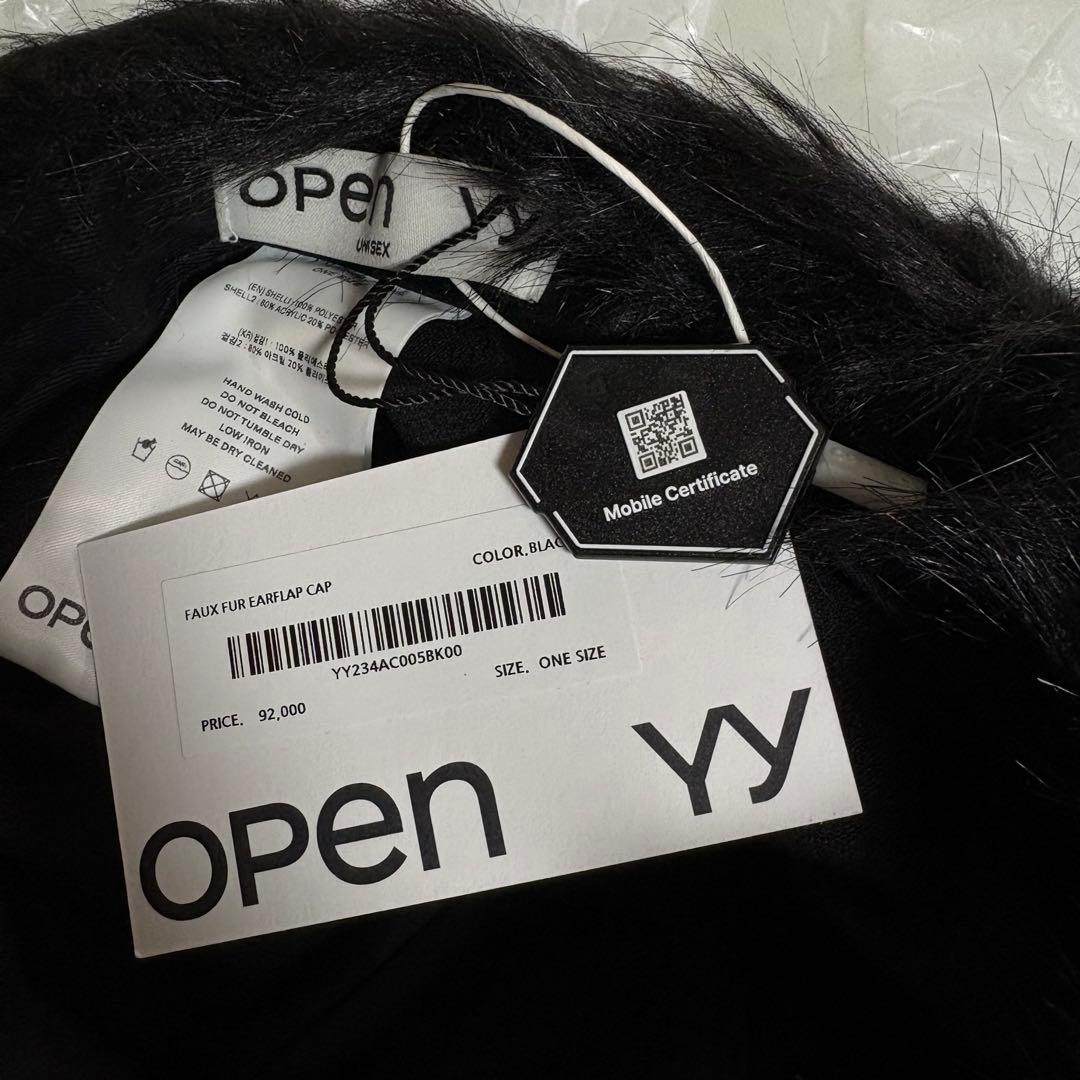 OPEN YY
UNISEX
(EN) SHELL1: 100% POLYESTER
SHELL2: 80% ACRYLIC 20% POLYESTER
(KR) 겉감1: 100% 폴리에스
겉감2: 80% 아크릴 20% 폴리에
HAND WASH COLD
DO NOT BLEACH
DO NOT TUMBLE DRY
LOW IRON
MAY BE DRY CLEANED
OPE
Mobile Certificate
COLOR. BLAC
FAUX FUR EARFLAP CAP
YY234AC005BK00
SIZE. ONE SIZE
PRICE. 92,000
OPEN YY